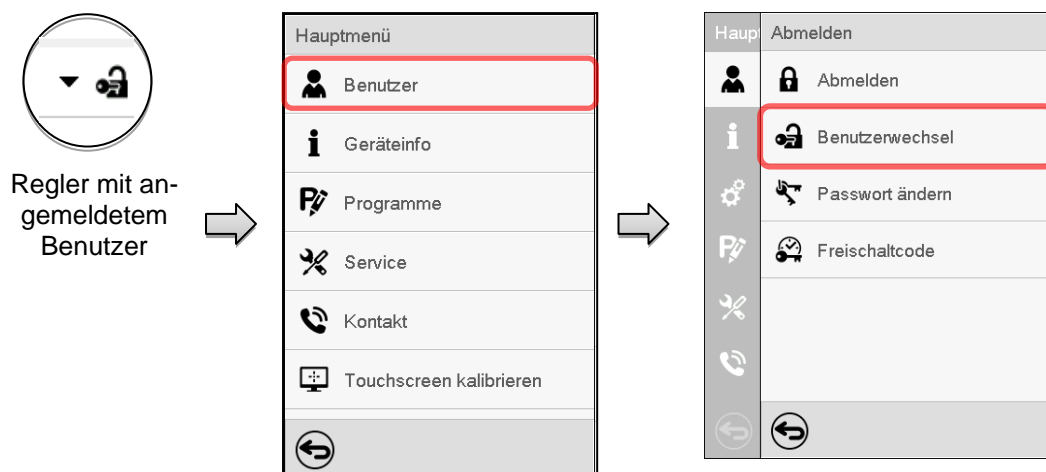 Regler mit an-
gemeldetem
Benutzer
Hauptmenü
Benutzer
Geräteinfo
Programme
Service
Kontakt
Touchscreen kalibrieren
Haup
Abmelden
Abmelden
Benutzerwechsel
Passwort ändern
Freischaltcode